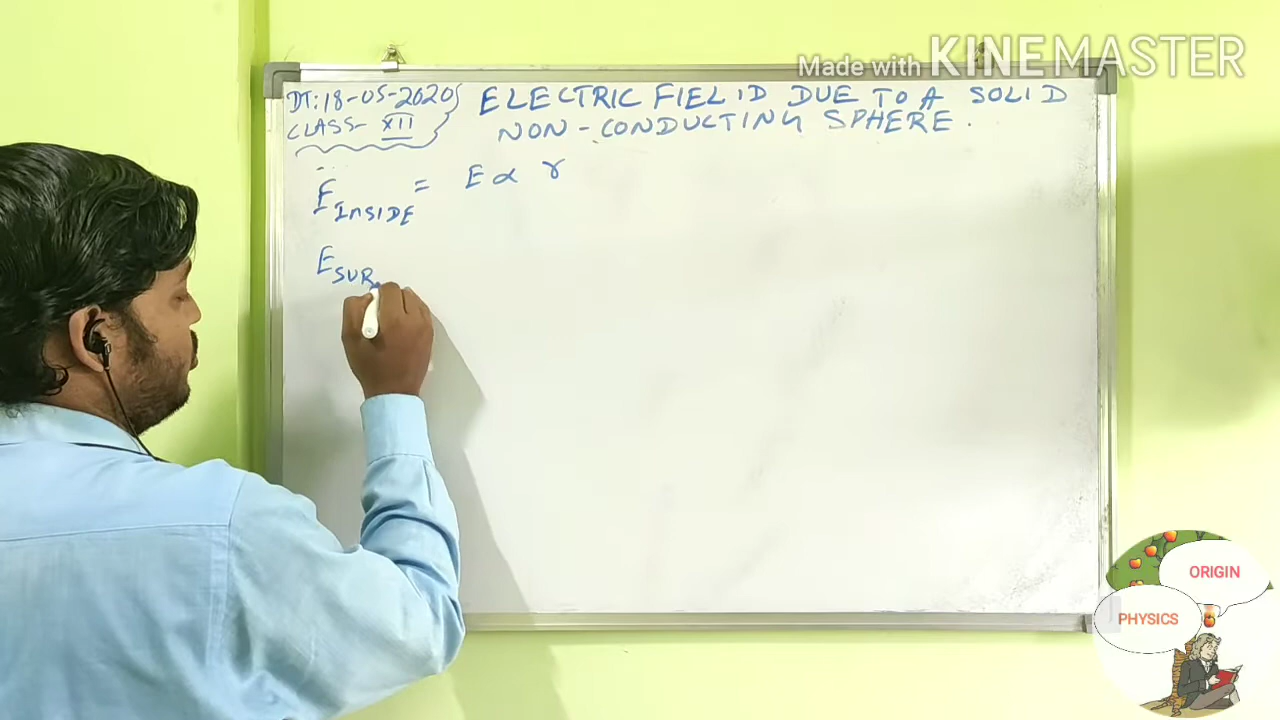 Made with KINEMASTER
DT:18-05-2020
CLASS- XII
ELECTRIC FIELD DUE TO A SOLID
NON-CONDUCTING SPHERE.
E INSIDE = E ∝ r
E SUR
ORIGIN
PHYSICS